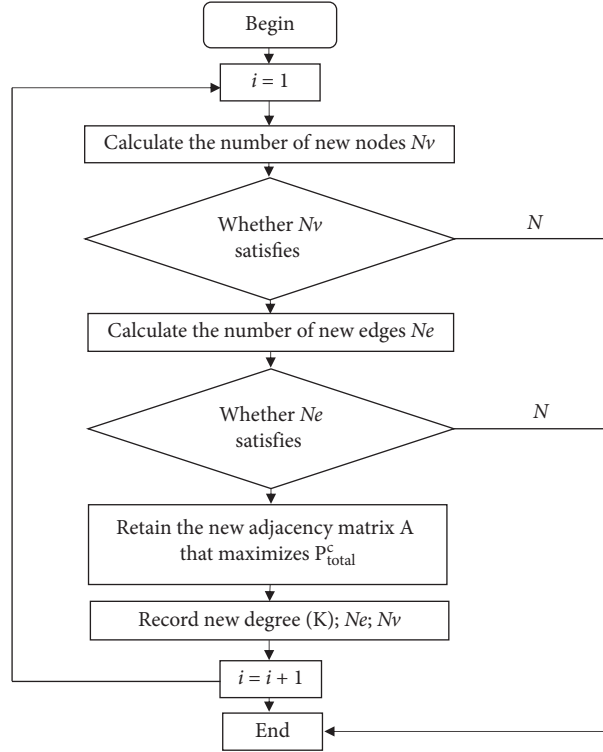 Begin
i = 1
Calculate the number of new nodes Nv
Whether Nv
satisfies
N
Calculate the number of new edges Ne
Whether Ne
satisfies
N
Retain the new adjacency matrix A
that maximizes P^c_total
Record new degree (K); Ne; Nv
i = i + 1
End